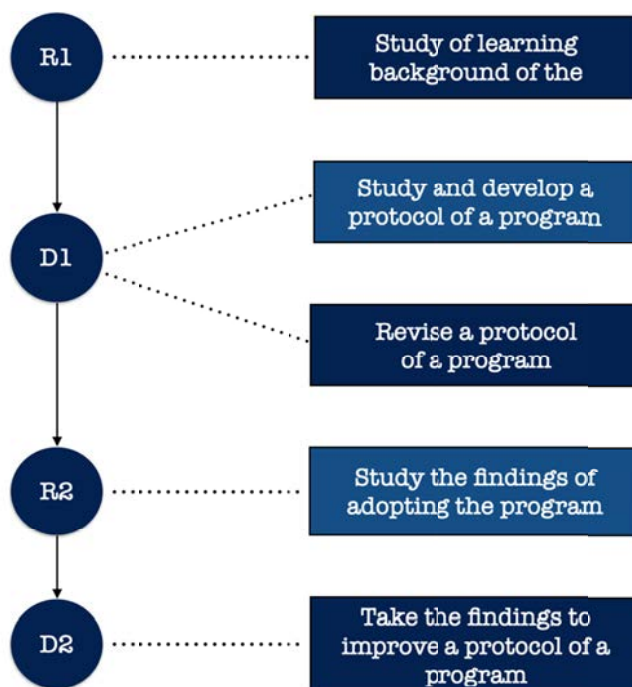 R1
Study of learning
background of the
D1
Study and develop a
protocol of a program
Revise a protocol
of a program
R2
Study the findings of
adopting the program
D2
Take the findings to
improve a protocol of a
program